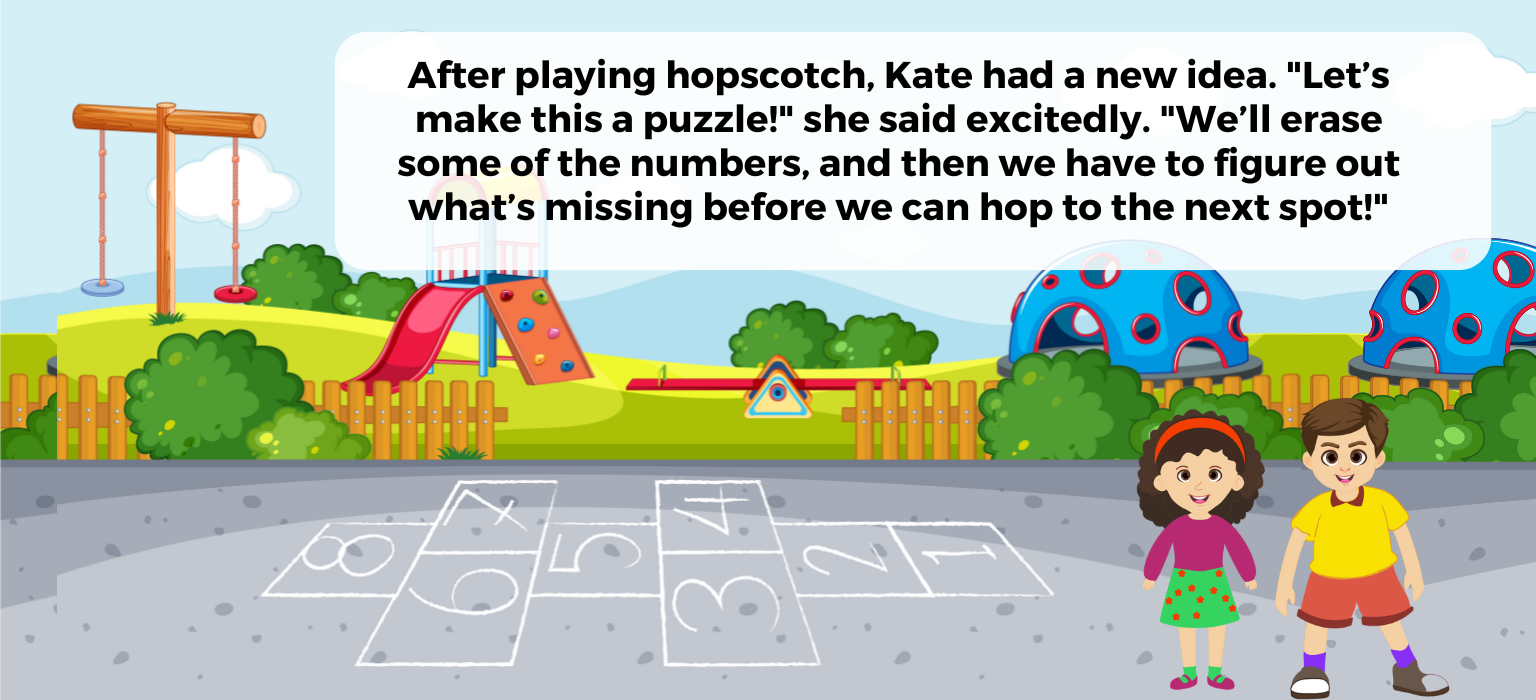 After playing hopscotch, Kate had a new idea. "Let’s
make this a puzzle!" she said excitedly. "We’ll erase
some of the numbers, and then we have to figure out
what’s missing before we can hop to the next spot!"
7
4
8
5
2
1
6
3